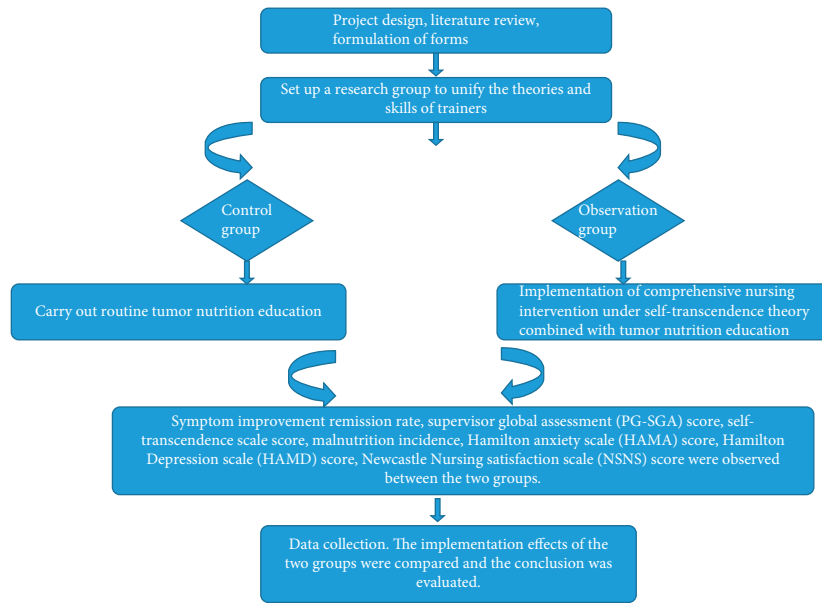 Project design, literature review,
formulation of forms
Set up a research group to unify the theories and
skills of trainers
Control
group
Observation
group
Carry out routine tumor nutrition education
Implementation of comprehensive nursing
intervention under self-transcendence theory
combined with tumor nutrition education
Symptom improvement remission rate, supervisor global assessment (PG-SGA) score, self-
transcendence scale score, malnutrition incidence, Hamilton anxiety scale (HAMA) score, Hamilton
Depression scale (HAMD) score, Newcastle Nursing satisfaction scale (NSNS) score were observed
between the two groups.
Data collection. The implementation effects of the
two groups were compared and the conclusion was
evaluated.